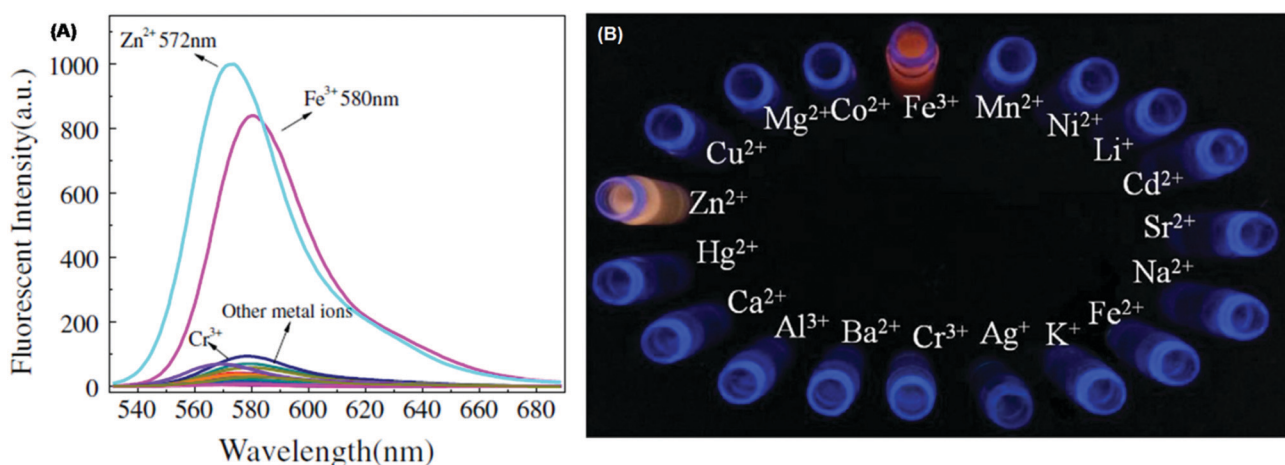 (A)
Zn²⁺ 572nm
Fe³⁺ 580nm
Cr³⁺
Other metal ions
Fluorescent Intensity(a.u.)
1000
800
600
400
200
0
540 560 580 600 620 640 660 680
Wavelength(nm)
(B)
Mg²⁺ Co²⁺ Fe³⁺ Mn²⁺ Ni²⁺
Cu²⁺ Li⁺
Cd²⁺
Zn²⁺ Sr²⁺
Hg²⁺ Na²⁺
Ca²⁺ Al³⁺ Ba²⁺ Cr³⁺ Ag⁺ K⁺ Fe²⁺